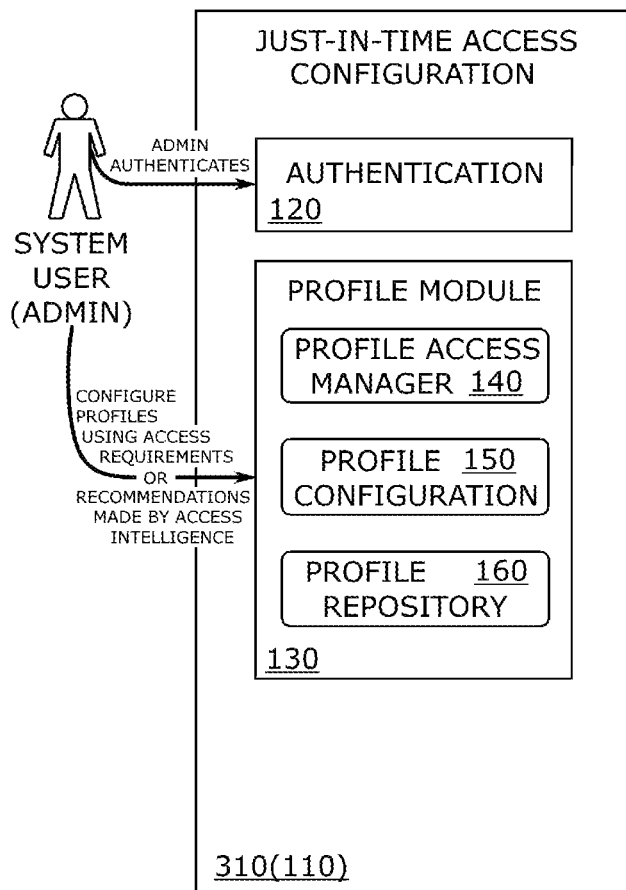 JUST-IN-TIME ACCESS
CONFIGURATION
ADMIN
AUTHENTICATES
AUTHENTICATION
120
SYSTEM
USER
(ADMIN)
PROFILE MODULE
PROFILE ACCESS
MANAGER 140
CONFIGURE
PROFILES
USING ACCESS
REQUIREMENTS
OR
RECOMMENDATIONS
MADE BY ACCESS
INTELLIGENCE
PROFILE 150
CONFIGURATION
PROFILE 160
REPOSITORY
130
310(110)